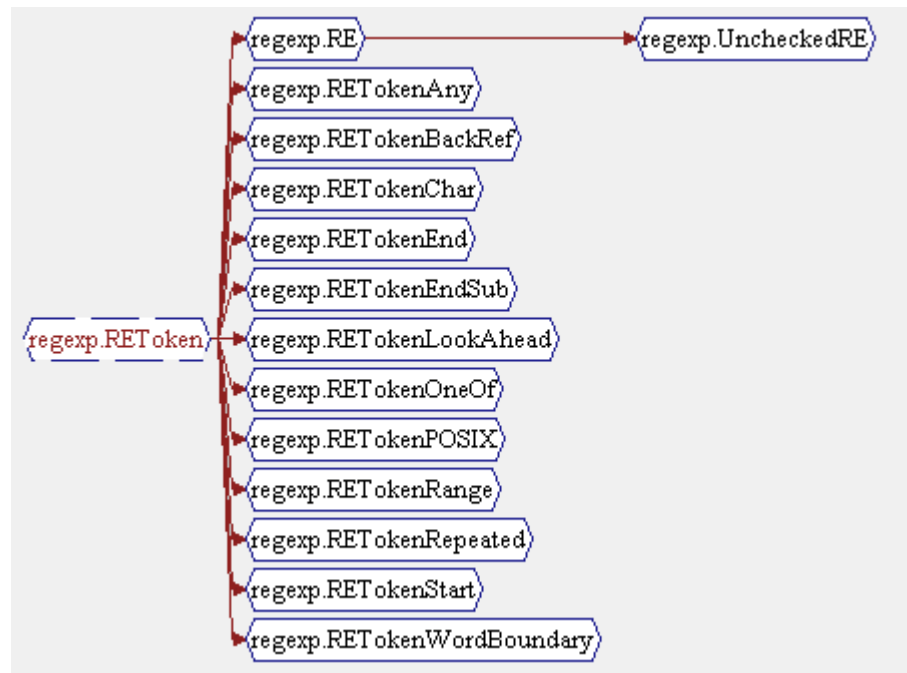 regexp.RE
regexp.UncheckedRE
regexp.RETokenAny
regexp.RETokenBackRef
regexp.RETokenChar
regexp.RETokenEnd
regexp.RETokenEndSub
regexp.REToken
regexp.RETokenLookAhead
regexp.RETokenOneOf
regexp.RETokenPOSIX
regexp.RETokenRange
regexp.RETokenRepeated
regexp.RETokenStart
regexp.RETokenWordBoundary